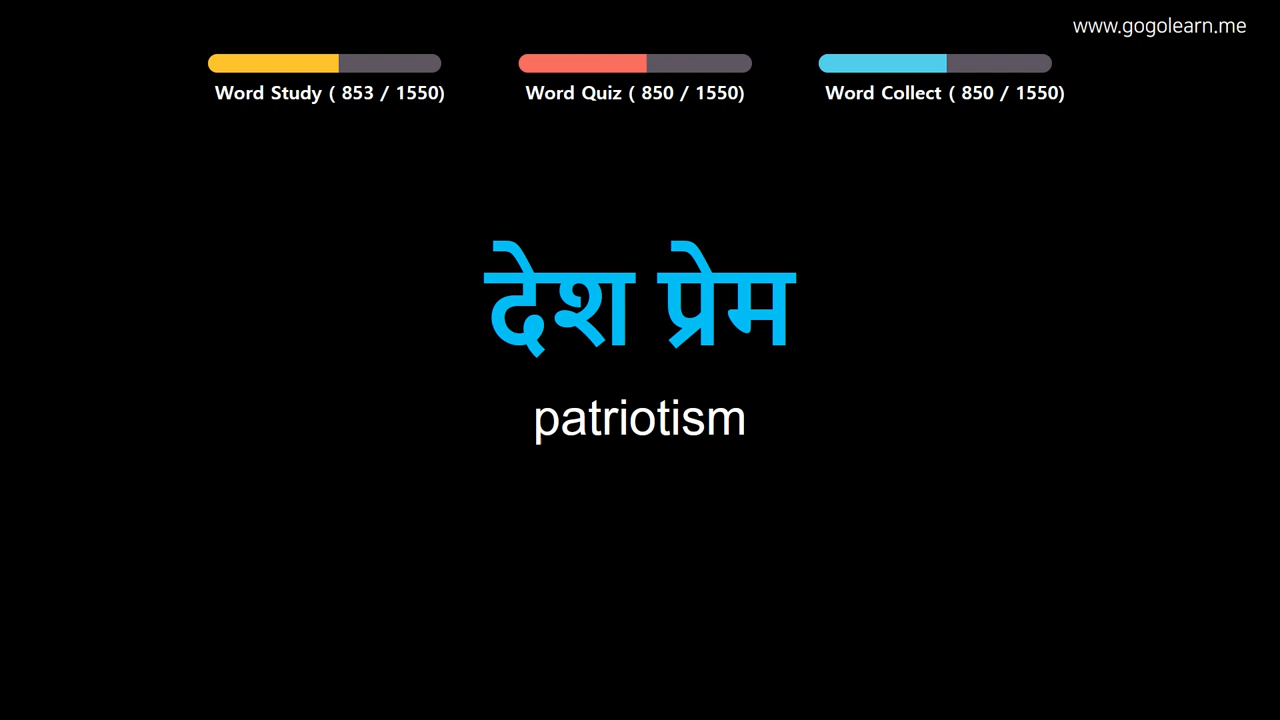 www.gogolearn.me
Word Study ( 853 / 1550)
Word Quiz ( 850 / 1550)
Word Collect ( 850 / 1550)
देश प्रेम
patriotism